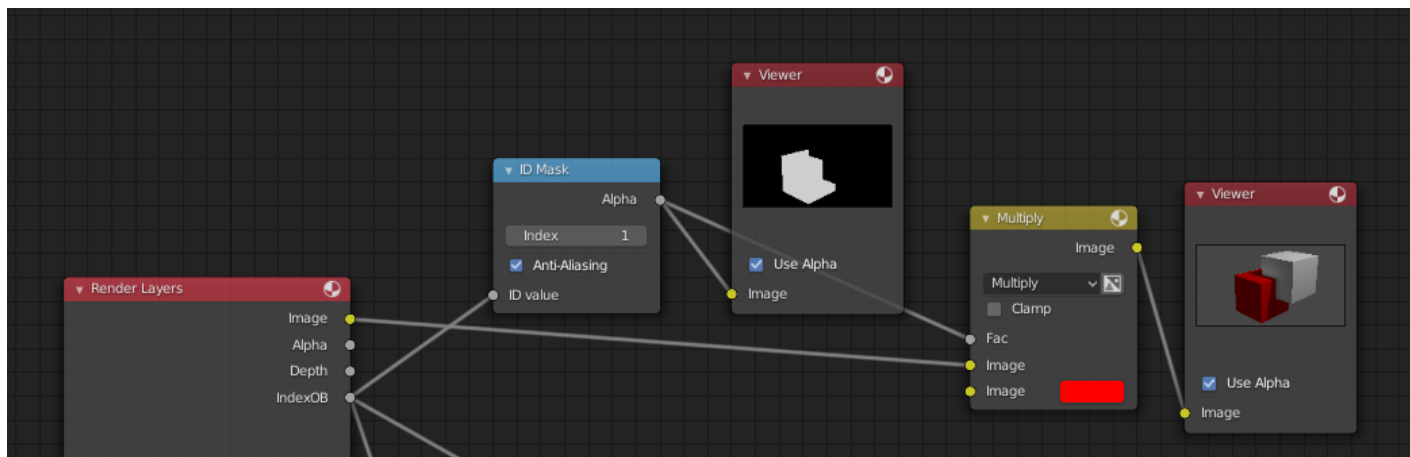 Render Layers
Image
Alpha
Depth
IndexOB
ID Mask
Alpha
Index 1
Anti-Aliasing
ID value
Viewer
Use Alpha
Image
Multiply
Image
Multiply
Clamp
Fac
Image
Image
Viewer
Use Alpha
Image